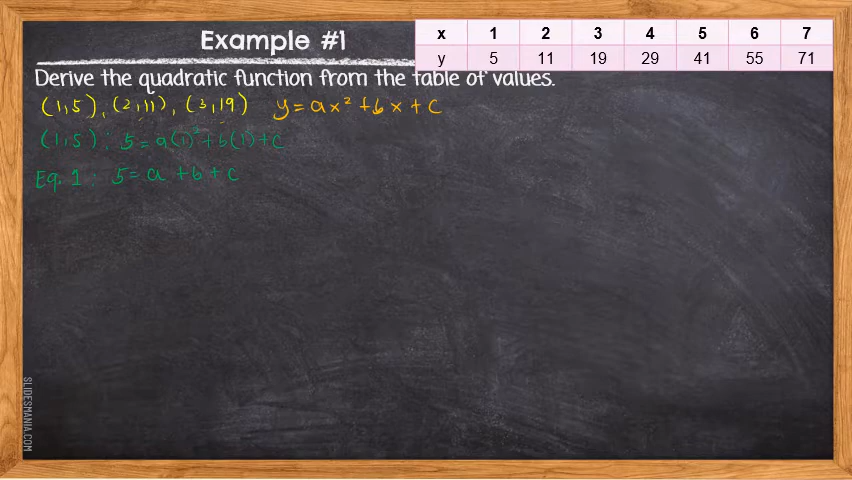 Example #1
x 1 2 3 4 5 6 7
y 5 11 19 29 41 55 71
Derive the quadratic function from the table of values.
(1,5), (2,11), (3,19) y = ax² + bx + c
(1,5) : 5 = a(1)² + b(1) + c
Eq. 1 : 5 = a + b + c
SLIDESMANIA.COM